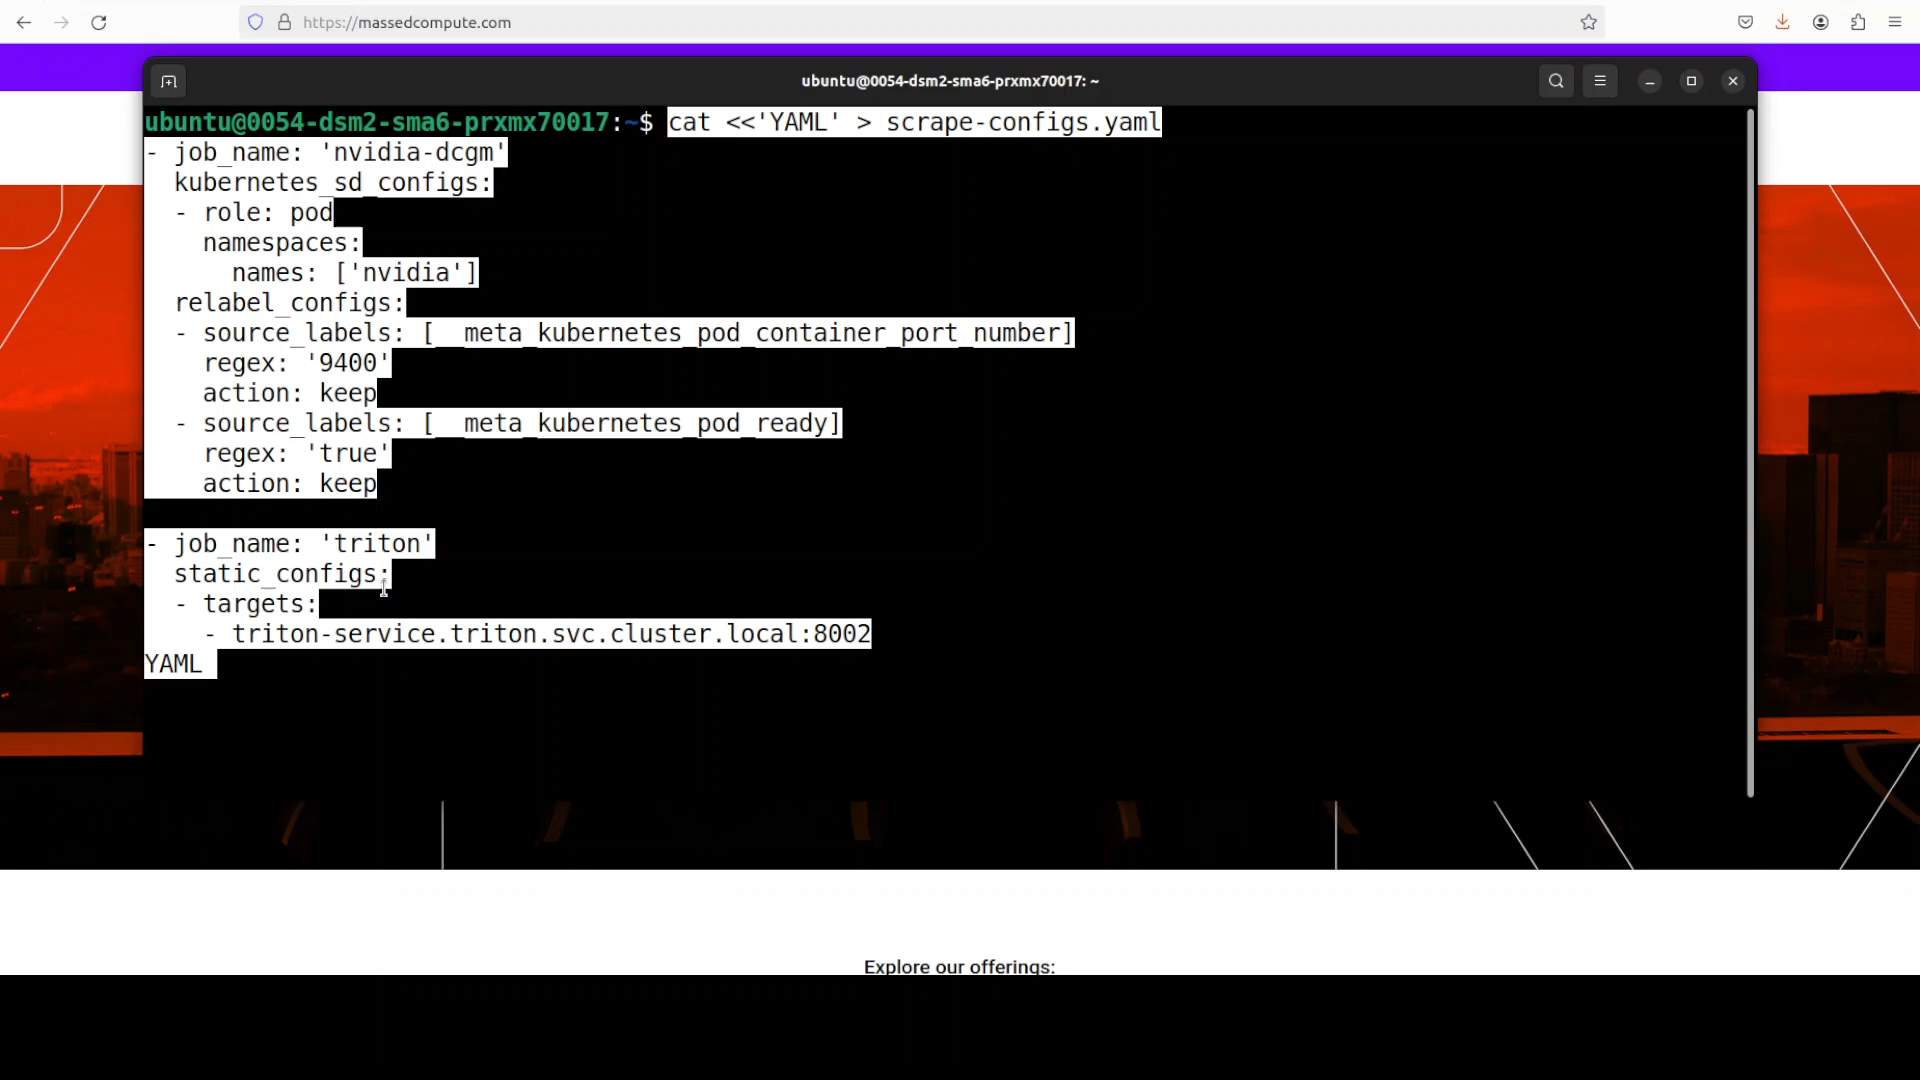 https://massedcompute.com
ubuntu@0054-dsm2-sma6-prxmx70017: ~
ubuntu@0054-dsm2-sma6-prxmx70017:~$ cat <<'YAML' > scrape-configs.yaml
- job_name: 'nvidia-dcgm'
  kubernetes_sd_configs:
  - role: pod
    namespaces:
      names: ['nvidia']
  relabel_configs:
  - source_labels: [__meta_kubernetes_pod_container_port_number]
    regex: '9400'
    action: keep
  - source_labels: [__meta_kubernetes_pod_ready]
    regex: 'true'
    action: keep

- job_name: 'triton'
  static_configs:
  - targets:
    - triton-service.triton.svc.cluster.local:8002
YAML
Explore our offerings: